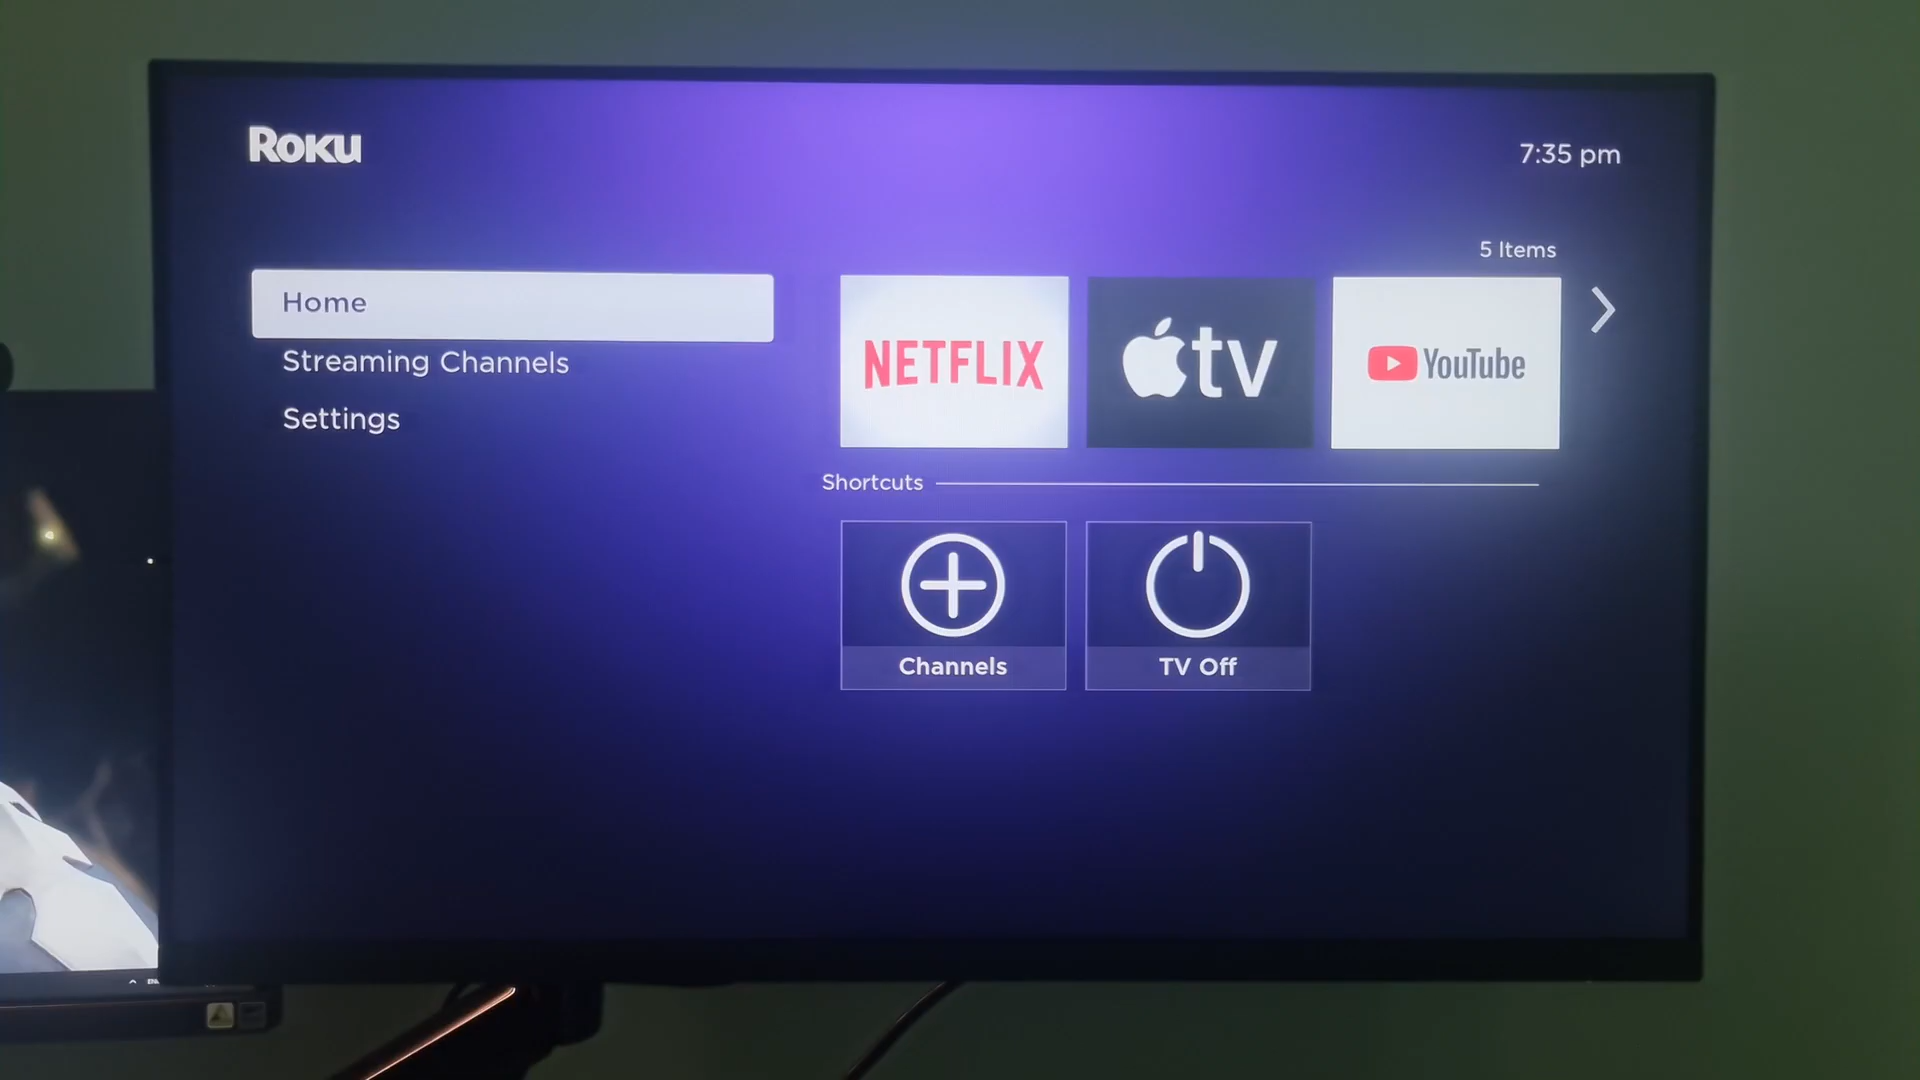 Roku
7:35 pm
5 Items
Home
Streaming Channels
Settings
NETFLIX
tv
YouTube
Shortcuts
Channels
TV Off